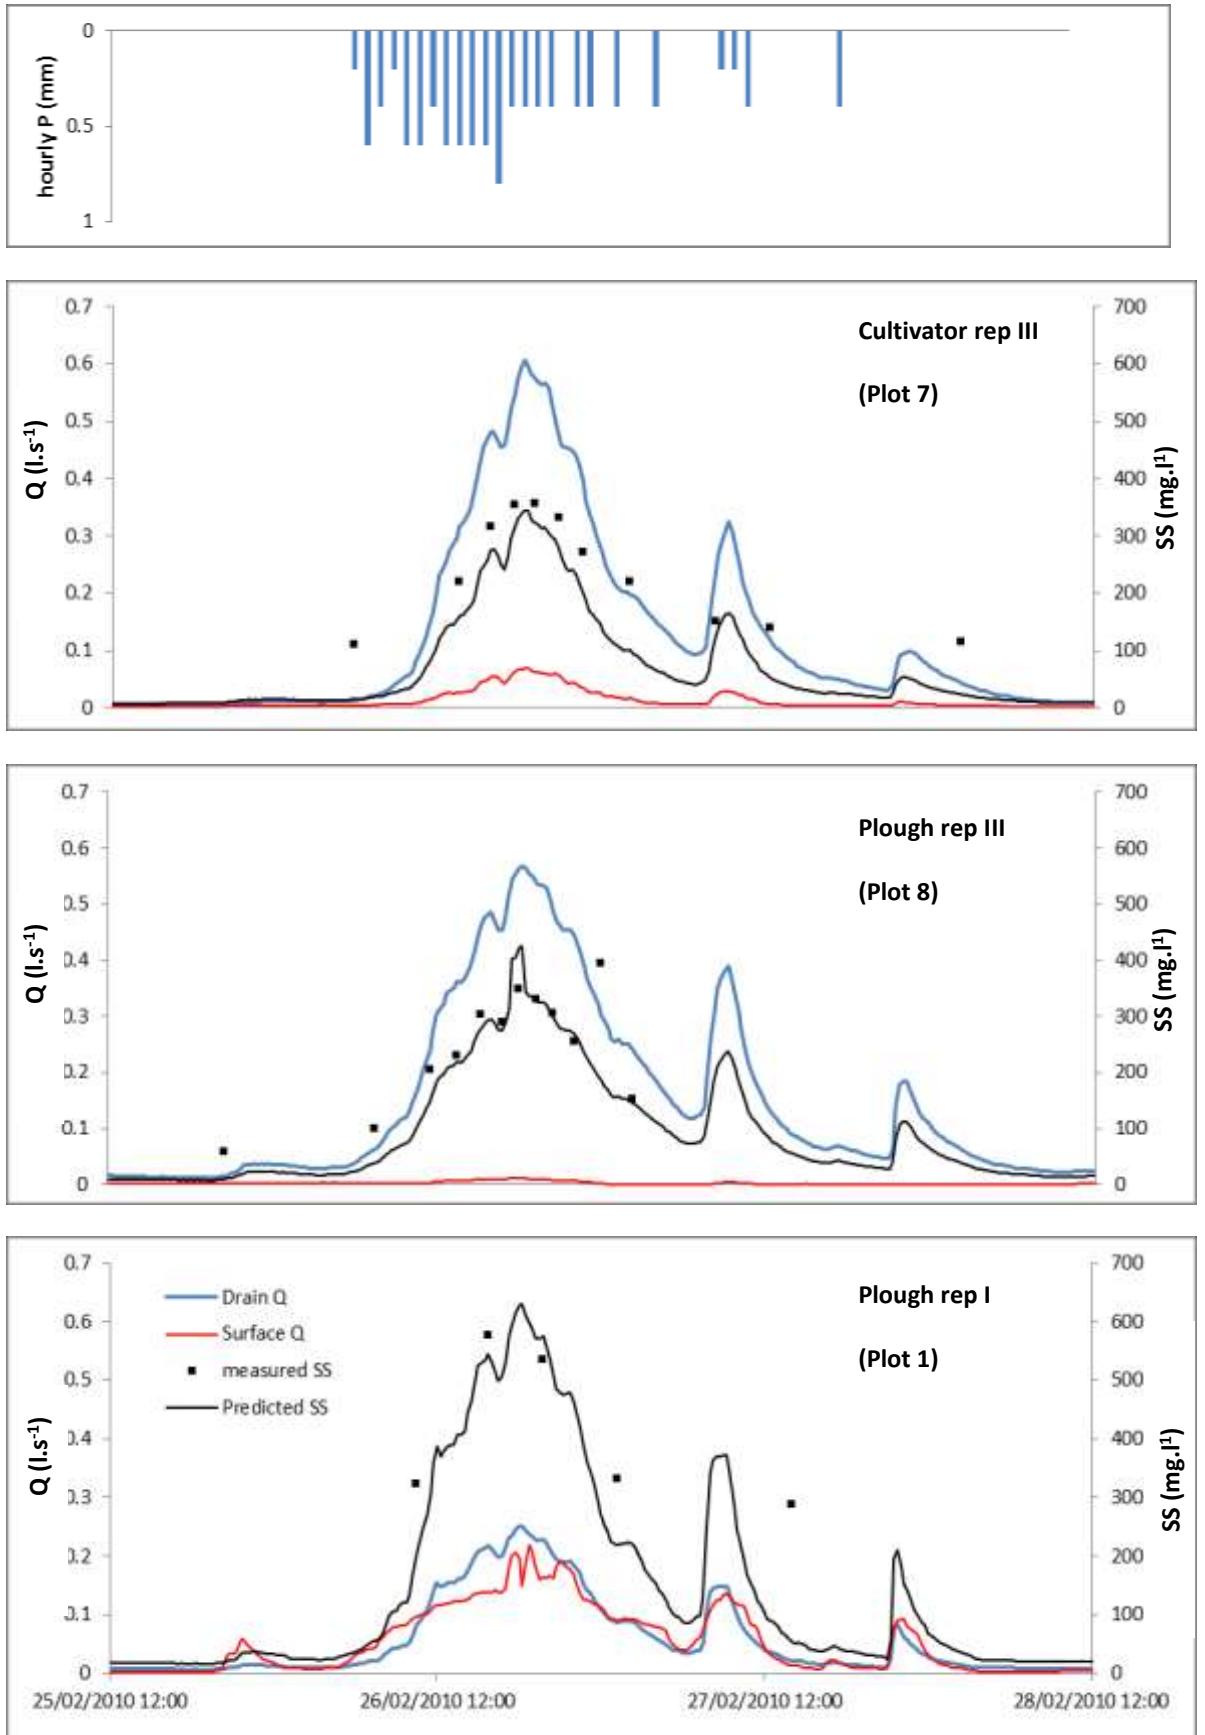 0
0.5
1
hourly P (mm)
0.7 700
0.6 600
0.5 500
0.4 400
0.3 300
0.2 200
0.1 100
0 0
Q (l.s-1)
SS (mg.l1)
Cultivator rep III
(Plot 7)
0.7 700
0.6 600
0.5 500
0.4 400
0.3 300
0.2 200
0.1 100
0 0
Q (l.s-1)
SS (mg.l1)
Plough rep III
(Plot 8)
0.7 700
0.6 600
0.5 500
0.4 400
0.3 300
0.2 200
0.1 100
0 0
Q (l.s-1)
SS (mg.l1)
Drain Q
Surface Q
measured SS
Predicted SS
Plough rep I
(Plot 1)
25/02/2010 12:00 26/02/2010 12:00 27/02/2010 12:00 28/02/2010 12:00